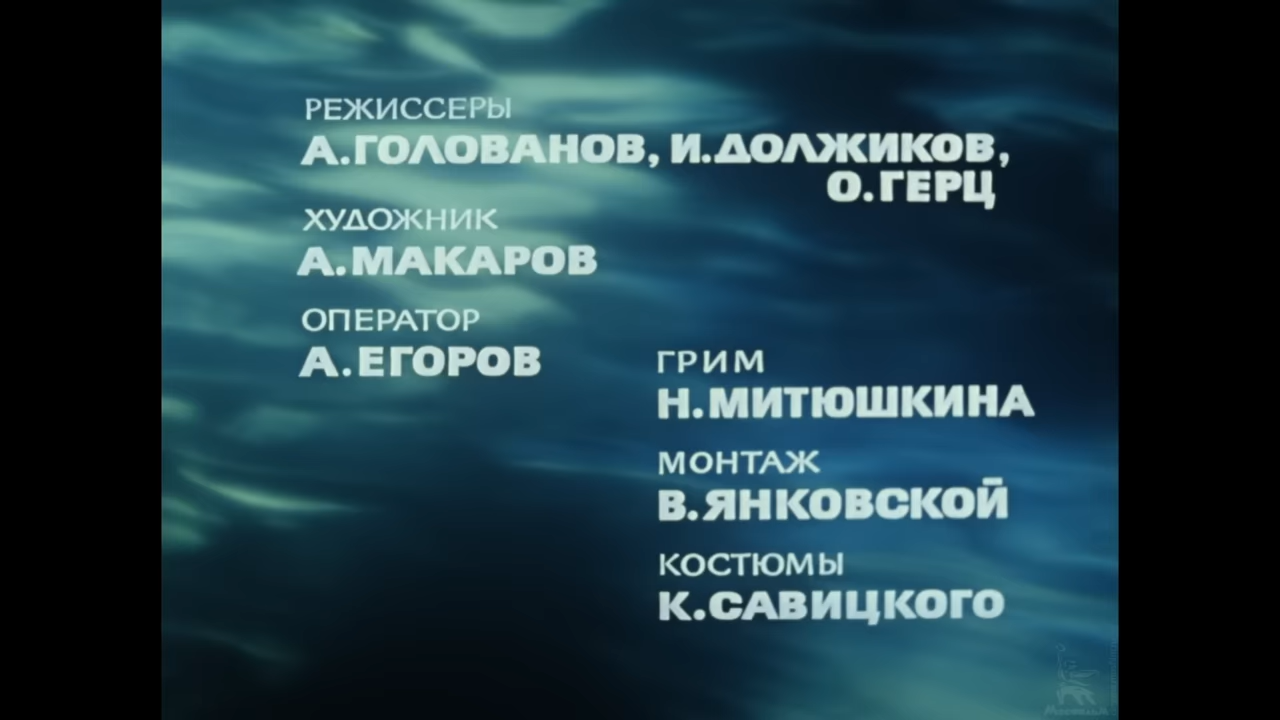 РЕЖИССЕРЫ
А.ГОЛОВАНОВ, И.ДОЛЖИКОВ,
О.ГЕРЦ
ХУДОЖНИК
А.МАКАРОВ
ОПЕРАТОР
А.ЕГОРОВ
ГРИМ
Н.МИТЮШКИНА
МОНТАЖ
В.ЯНКОВСКОЙ
КОСТЮМЫ
К.САВИЦКОГО